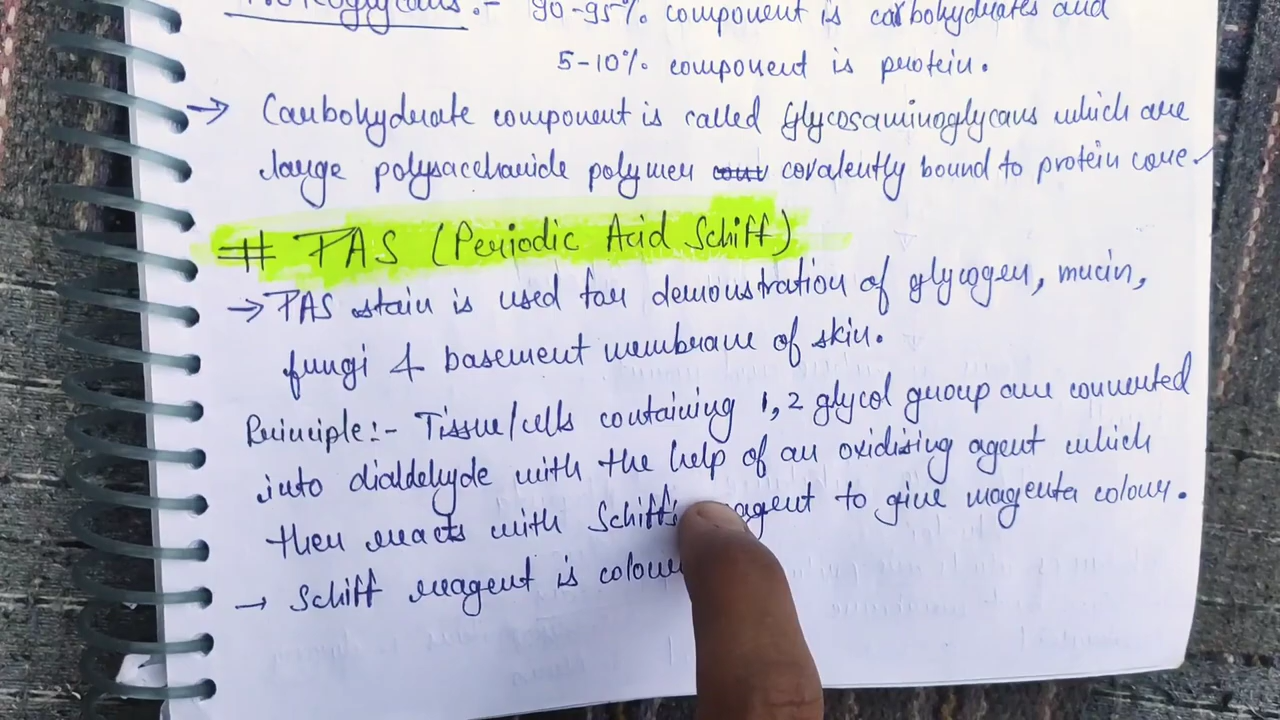 :- 90-95% component is carbohydrates and
5-10% component is protein.
→ Carbohydrate component is called Glycosaminoglycans which are
large polysaccharide polymer covalently bound to protein core
# PAS (Periodic Acid Schiff)
→ PAS stain is used for demonstration of glycogen, mucin,
fungi & basement membrane of skin.
Principle:- Tissue/cells containing 1,2 glycol group are converted
into dialdehyde with the help of an oxidising agent which
then reacts with Schiff's reagent to give magenta colour.
→ Schiff reagent is